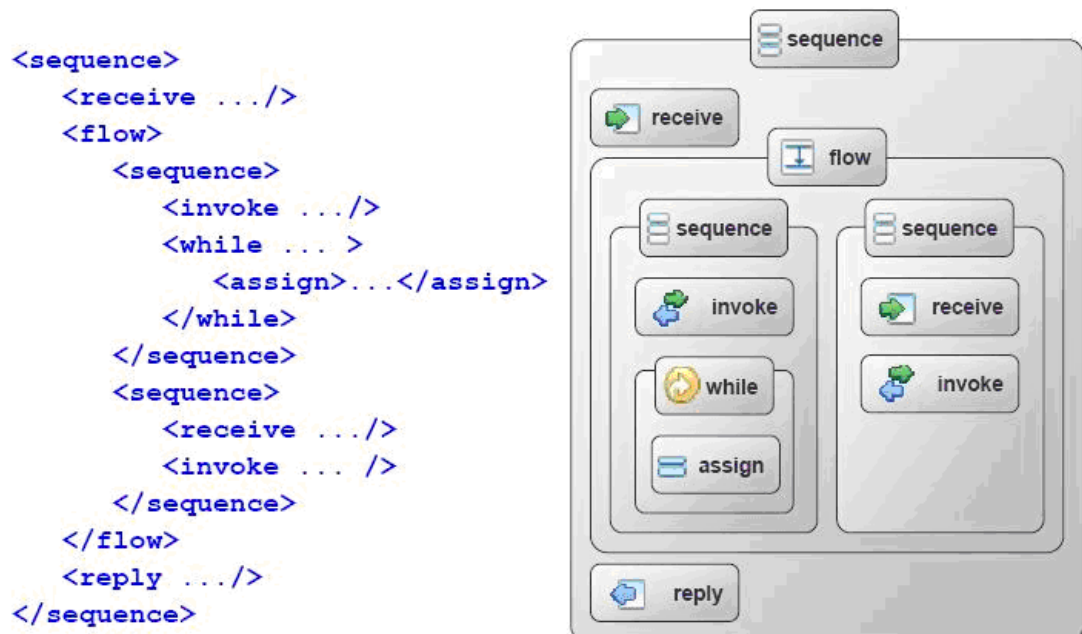 <sequence>
<receive .../>
<flow>
<sequence>
<invoke .../>
<while ... >
<assign>...</assign>
</while>
</sequence>
<sequence>
<receive .../>
<invoke ... />
</sequence>
</flow>
<reply .../>
</sequence>
sequence
receive
flow
sequence
invoke
while
assign
sequence
receive
invoke
reply